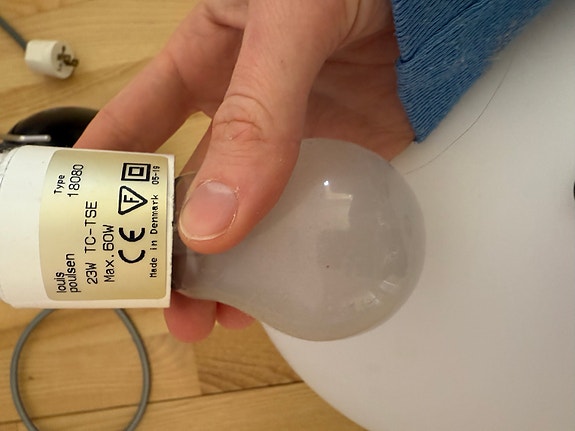 louis
poulsen
Type
18080
23W TC-TSE
Max. 60W
CE F
Made in Denmark 05-19